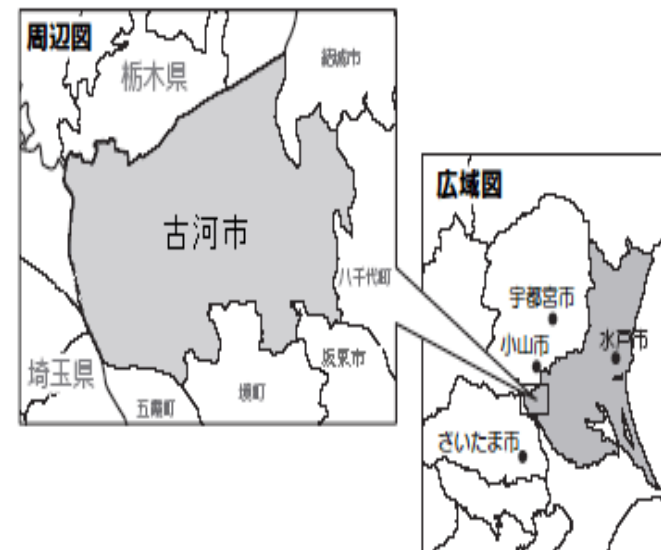 周辺図
栃木県
結城市
古河市
八千代町
坂東市
境町
五霞町
埼玉県
広域図
宇都宮市
小山市
水戸市
さいたま市